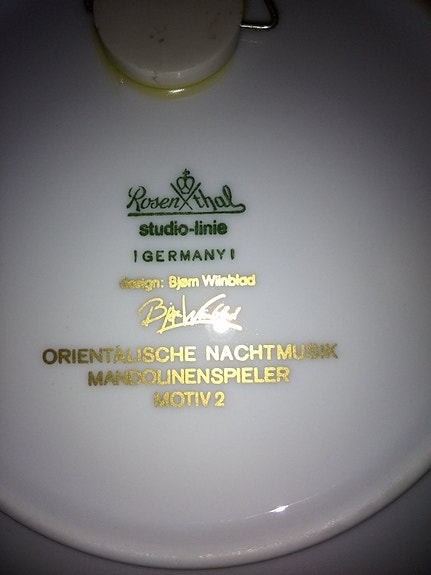 Rosenthal
studio-linie
GERMANY
design: Bjørn Wiinblad
ORIENTALISCHE NACHTMUSIK
MANDOLINENSPIELER
MOTIV 2